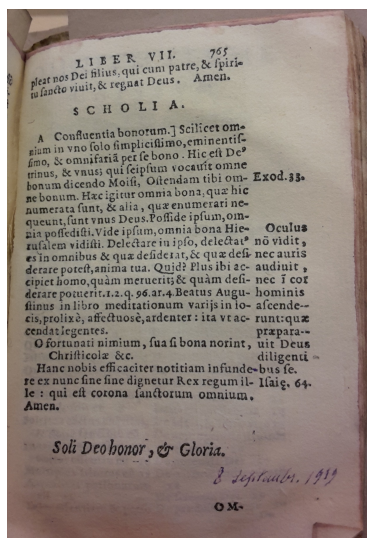 LIBER VII. 765
pleat nos Dei filius, qui cum patre, & ſpiri-
tu ſancto viuit, & regnat Deus. Amen.
SCHOLIA.
A Confluentia bonorum.] Scilicet om-
nium in vno ſolo ſimpliciſſimo, eminentiſ-
ſimo, & omnifariā per ſe bono. Hic eſt De⁹
trinus, & vnus; qui ſeipſum vocauit omne
bonum dicendo Moiſi, Oſtendam tibi om-
ne bonum. Hæc igitur omnia bona, quæ hic
numerata ſunt, & alia, quæ enumerari ne-
queunt, ſunt vnus Deus. Poſſide ipſum, om-
nia poſſediſti. Vide ipſum, omnia bona Hie-
ruſalem vidiſti. Delectare in ipſo, delectat⁹
es in omnibus & quæ deſiderat, & quæ deſi-
derare poteſt, anima tua. Quid? Plus ibi ac-
cipiet homo, quàm meruerit; & quàm deſi-
derare potuerit. 1. 2. q. 96. ar. 4. Beatus Augu-
ſtinus in libro meditationum varijs in lo-
cis, prolixè, affectuosè, ardenter: ita vt ac-
cendat legentes.
O fortunati nimium, ſua ſi bona norint,
Chriſticolæ &c.
Hanc nobis efficaciter notitiam infunde-
re ex nunc ſine fine dignetur Rex regum il-
le: qui eſt corona ſanctorum omnium.
Amen.
Exod. 33.
Oculus
nō vidit,
nec auris
audiuit,
nec ī cor
hominis
aſcende-
runt: quæ
præpara-
uit Deus
diligenti
bus ſe.
Iſaię. 64.
Soli Deo honor, & Gloria.
8 Septembr. 1919
OM-